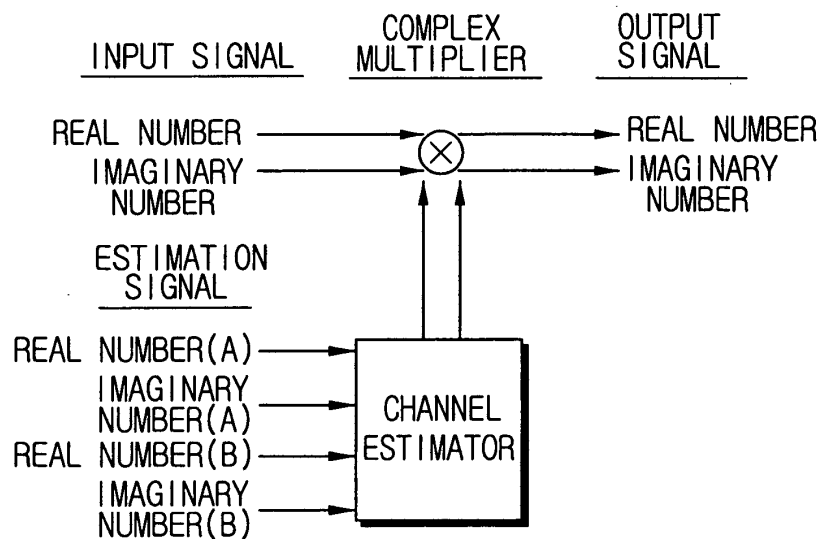 INPUT SIGNAL
COMPLEX
MULTIPLIER
OUTPUT
SIGNAL
REAL NUMBER
IMAGINARY
NUMBER
REAL NUMBER
IMAGINARY
NUMBER
ESTIMATION
SIGNAL
REAL NUMBER(A)
IMAGINARY
NUMBER(A)
REAL NUMBER(B)
IMAGINARY
NUMBER(B)
CHANNEL
ESTIMATOR